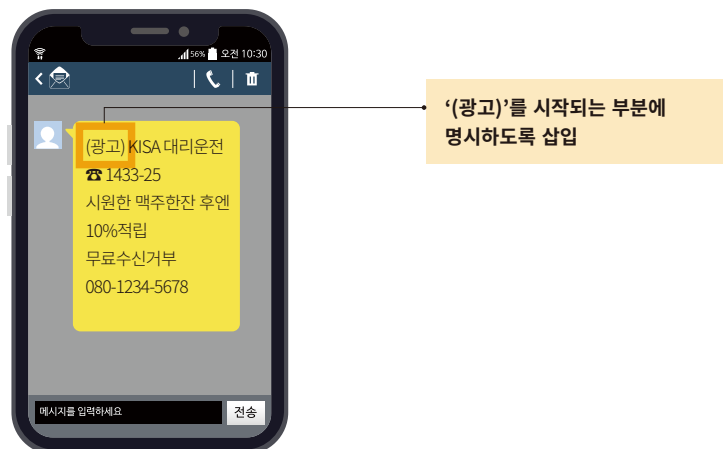 56% 오전 10:30
(광고) KISA 대리운전
☎ 1433-25
시원한 맥주한잔 후엔
10%적립
무료수신거부
080-1234-5678
메시지를 입력하세요 전송
‘(광고)’를 시작되는 부분에
명시하도록 삽입